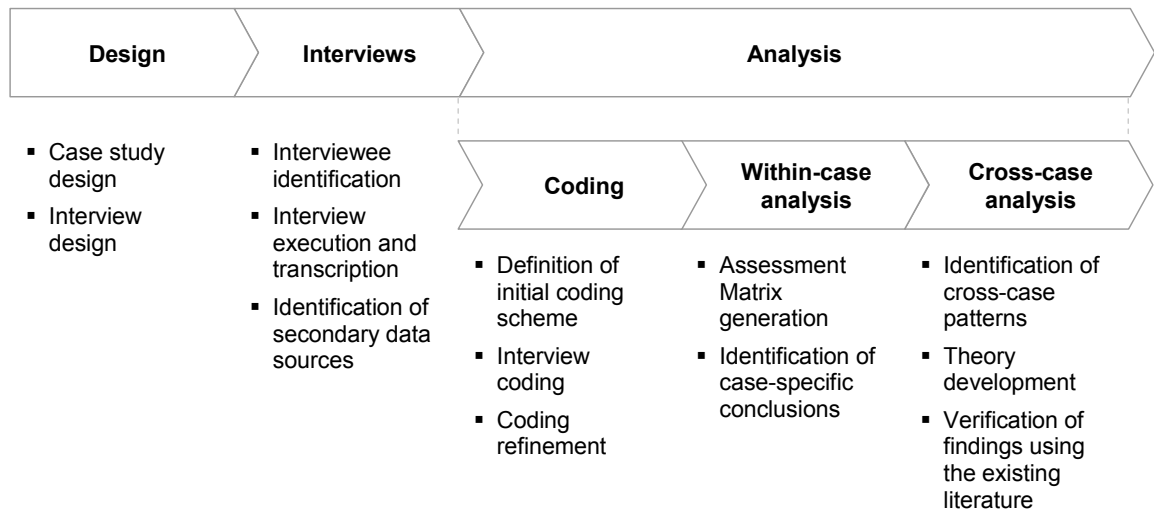 Design
Interviews
Analysis
▪ Case study
design
▪ Interview
design
▪ Interviewee
identification
▪ Interview
execution and
transcription
▪ Identification of
secondary data
sources
Coding
▪ Definition of
initial coding
scheme
▪ Interview
coding
▪ Coding
refinement
Within-case
analysis
▪ Assessment
Matrix
generation
▪ Identification of
case-specific
conclusions
Cross-case
analysis
▪ Identification of
cross-case
patterns
▪ Theory
development
▪ Verification of
findings using
the existing
literature